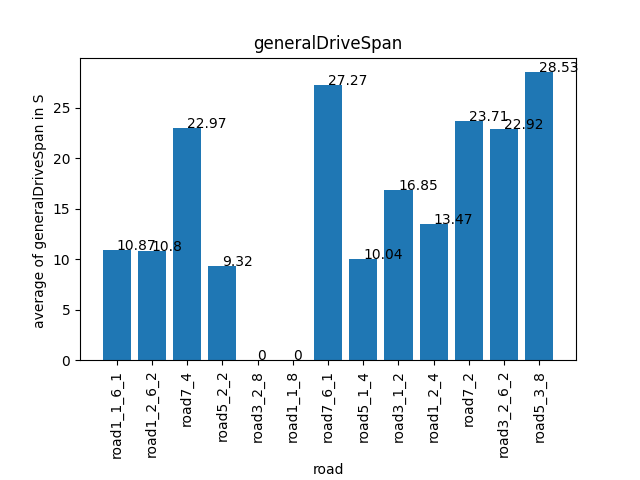 generalDriveSpan
average of generalDriveSpan in S
25
20
15
10
5
0
10.87
10.8
22.97
9.32
0
0
27.27
10.04
16.85
13.47
23.71
22.92
28.53
road1_1_6_1
road1_2_6_2
road7_4
road5_2_2
road3_2_8
road1_1_8
road7_6_1
road5_1_4
road3_1_2
road1_2_4
road7_2
road3_2_6_2
road5_3_8
road